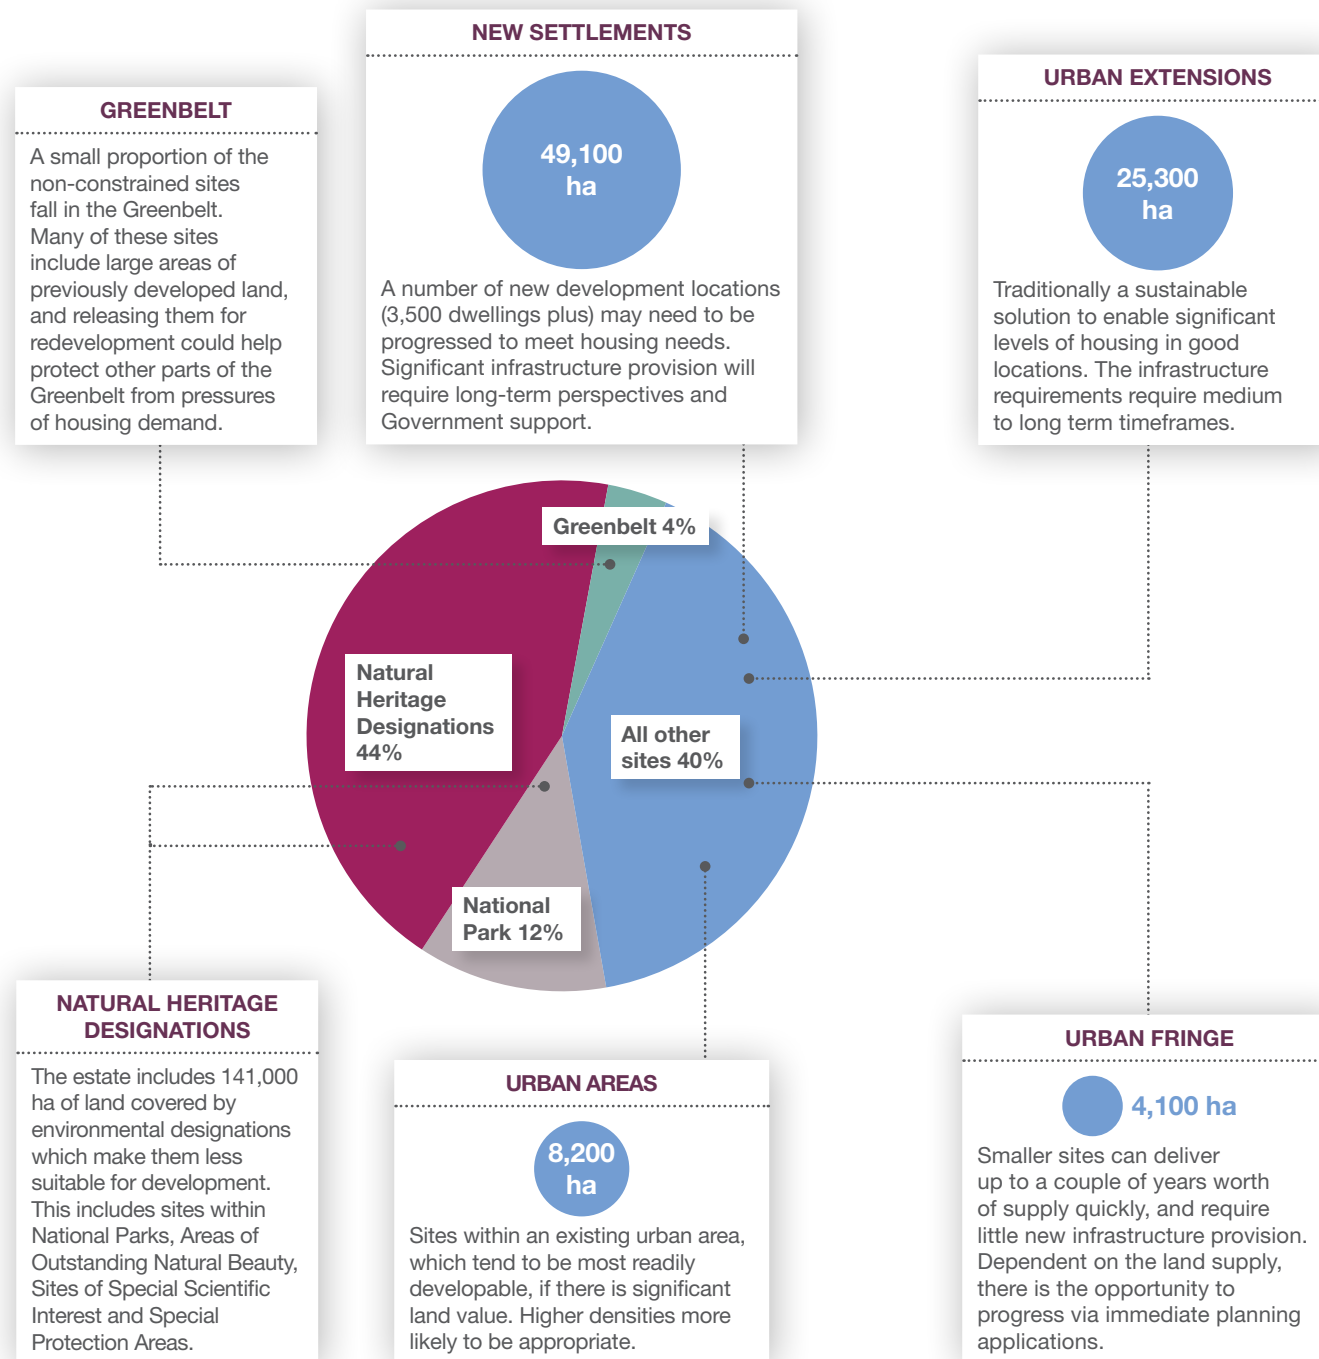 NEW SETTLEMENTS
49,100
ha
A number of new development locations
(3,500 dwellings plus) may need to be
progressed to meet housing needs.
Significant infrastructure provision will
require long-term perspectives and
Government support.
URBAN EXTENSIONS
25,300
ha
Traditionally a sustainable
solution to enable significant
levels of housing in good
locations. The infrastructure
requirements require medium
to long term timeframes.
GREENBELT
A small proportion of the
non-constrained sites
fall in the Greenbelt.
Many of these sites
include large areas of
previously developed land,
and releasing them for
redevelopment could help
protect other parts of the
Greenbelt from pressures
of housing demand.
Greenbelt 4%
Natural
Heritage
Designations
44%
All other
sites 40%
National
Park 12%
NATURAL HERITAGE
DESIGNATIONS
The estate includes 141,000
ha of land covered by
environmental designations
which make them less
suitable for development.
This includes sites within
National Parks, Areas of
Outstanding Natural Beauty,
Sites of Special Scientific
Interest and Special
Protection Areas.
URBAN AREAS
8,200
ha
Sites within an existing urban area,
which tend to be most readily
developable, if there is significant
land value. Higher densities more
likely to be appropriate.
URBAN FRINGE
4,100 ha
Smaller sites can deliver
up to a couple of years worth
of supply quickly, and require
little new infrastructure provision.
Dependent on the land supply,
there is the opportunity to
progress via immediate planning
applications.